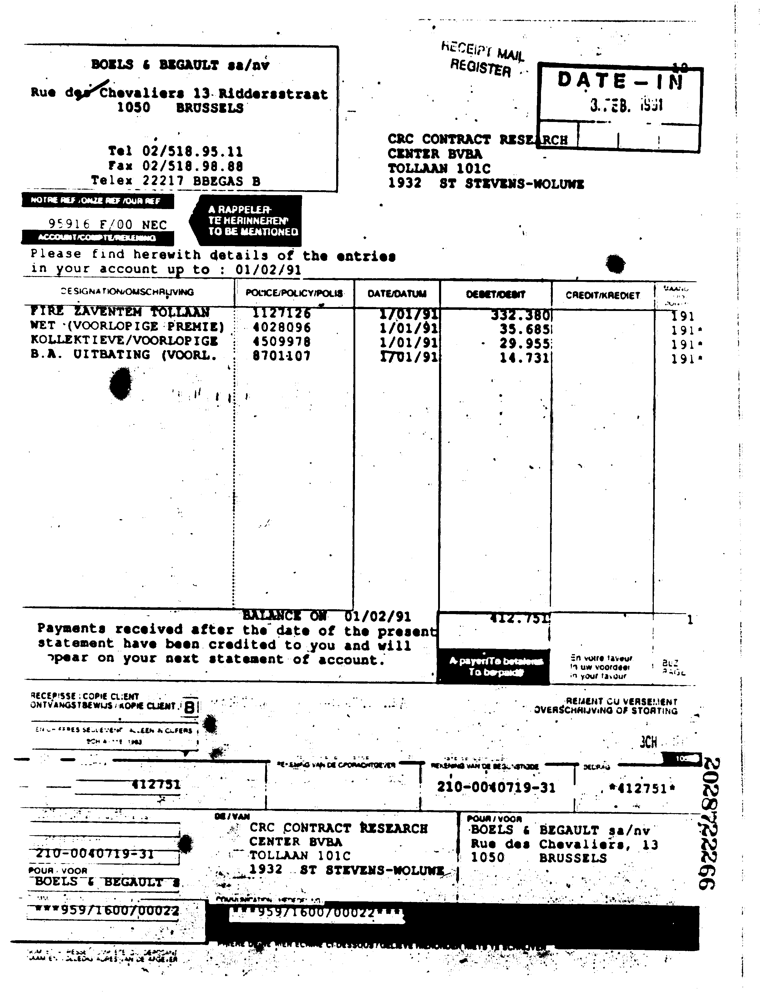 BOELS & BEGAULT sa/nv
Rue des Chevaliers 13 Riddersstraat
1050 BRUSSELS
Tel 02/518.95.11
Fax 02/518.98.88
Telex 22217 BBEGAS B
RECEIPT MAIL
REGISTER
DATE-IN
3. FEB. 1991
CRC CONTRACT RESEARCH
CENTER BVBA
TOLLAAN 101C
1932 ST STEVENS-WOLUWE
NOTRE REF./ONZE REF./OUR REF
95916 F/00 NEC
ACCOUNT/COMPTE/REKENING
A RAPPELER
TE HERINNEREN
TO BE MENTIONED
Please find herewith details of the entries
in your account up to : 01/02/91
DESIGNATION/OMSCHRIJVING POLICE/POLICY/POLIS DATE/DATUM DEBET/DEBIT CREDIT/KREDIET
FIRE ZAVENTEM TOLLAAN 1127126 1/01/91 332.380 191
WET (VOORLOPIGE PREMIE) 4028096 1/01/91 35.685 191*
KOLLEKTIEVE/VOORLOPIGE 4509978 1/01/91 29.955 191*
B.A. UITBATING (VOORL. 8701107 1/01/91 14.731 191*
BALANCE ON 01/02/91 412.751 1
Payments received after the date of the present
statement have been credited to you and will
appear on your next statement of account.
A payer/Te betalen
To be paid
En votre faveur
In uw voordeel
In your favour
BLZ
PAGE
RECEPISSE : COPIE CLIENT
ONTVANGSTBEWIJS / KOPIE CLIENT B
OVERSCHRIJVING OF STORTING
3CH
REKENING VAN DE OPDRACHTGEVER REKENING VAN DE BEGUNSTIGDE BEDRAG
412751 210-0040719-31 *412751*
DE/VAN
CRC CONTRACT RESEARCH
CENTER BVBA
TOLLAAN 101C
1932 ST STEVENS-WOLUWE
POUR/VOOR
BOELS & BEGAULT sa/nv
Rue des Chevaliers, 13
1050 BRUSSELS
210-0040719-31
POUR - VOOR
BOELS & BEGAULT s
***959/1600/00022
***959/1600/00022***
2028722266